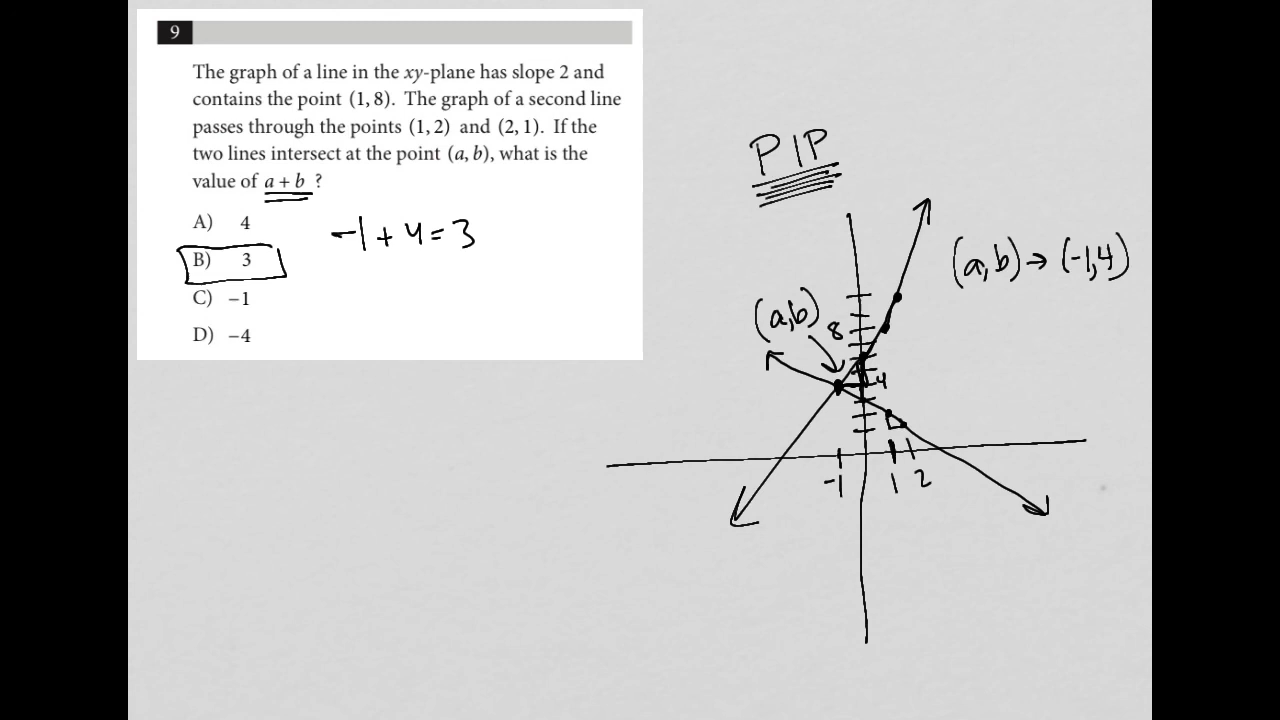 9
The graph of a line in the xy-plane has slope 2 and
contains the point (1, 8). The graph of a second line
passes through the points (1, 2) and (2, 1). If the
two lines intersect at the point (a, b), what is the
value of a + b ?
A) 4
B) 3
C) −1
D) −4
-1 + 4 = 3
PIP
(a,b) → (-1,4)
(a,b)
8
4
-1 1 2